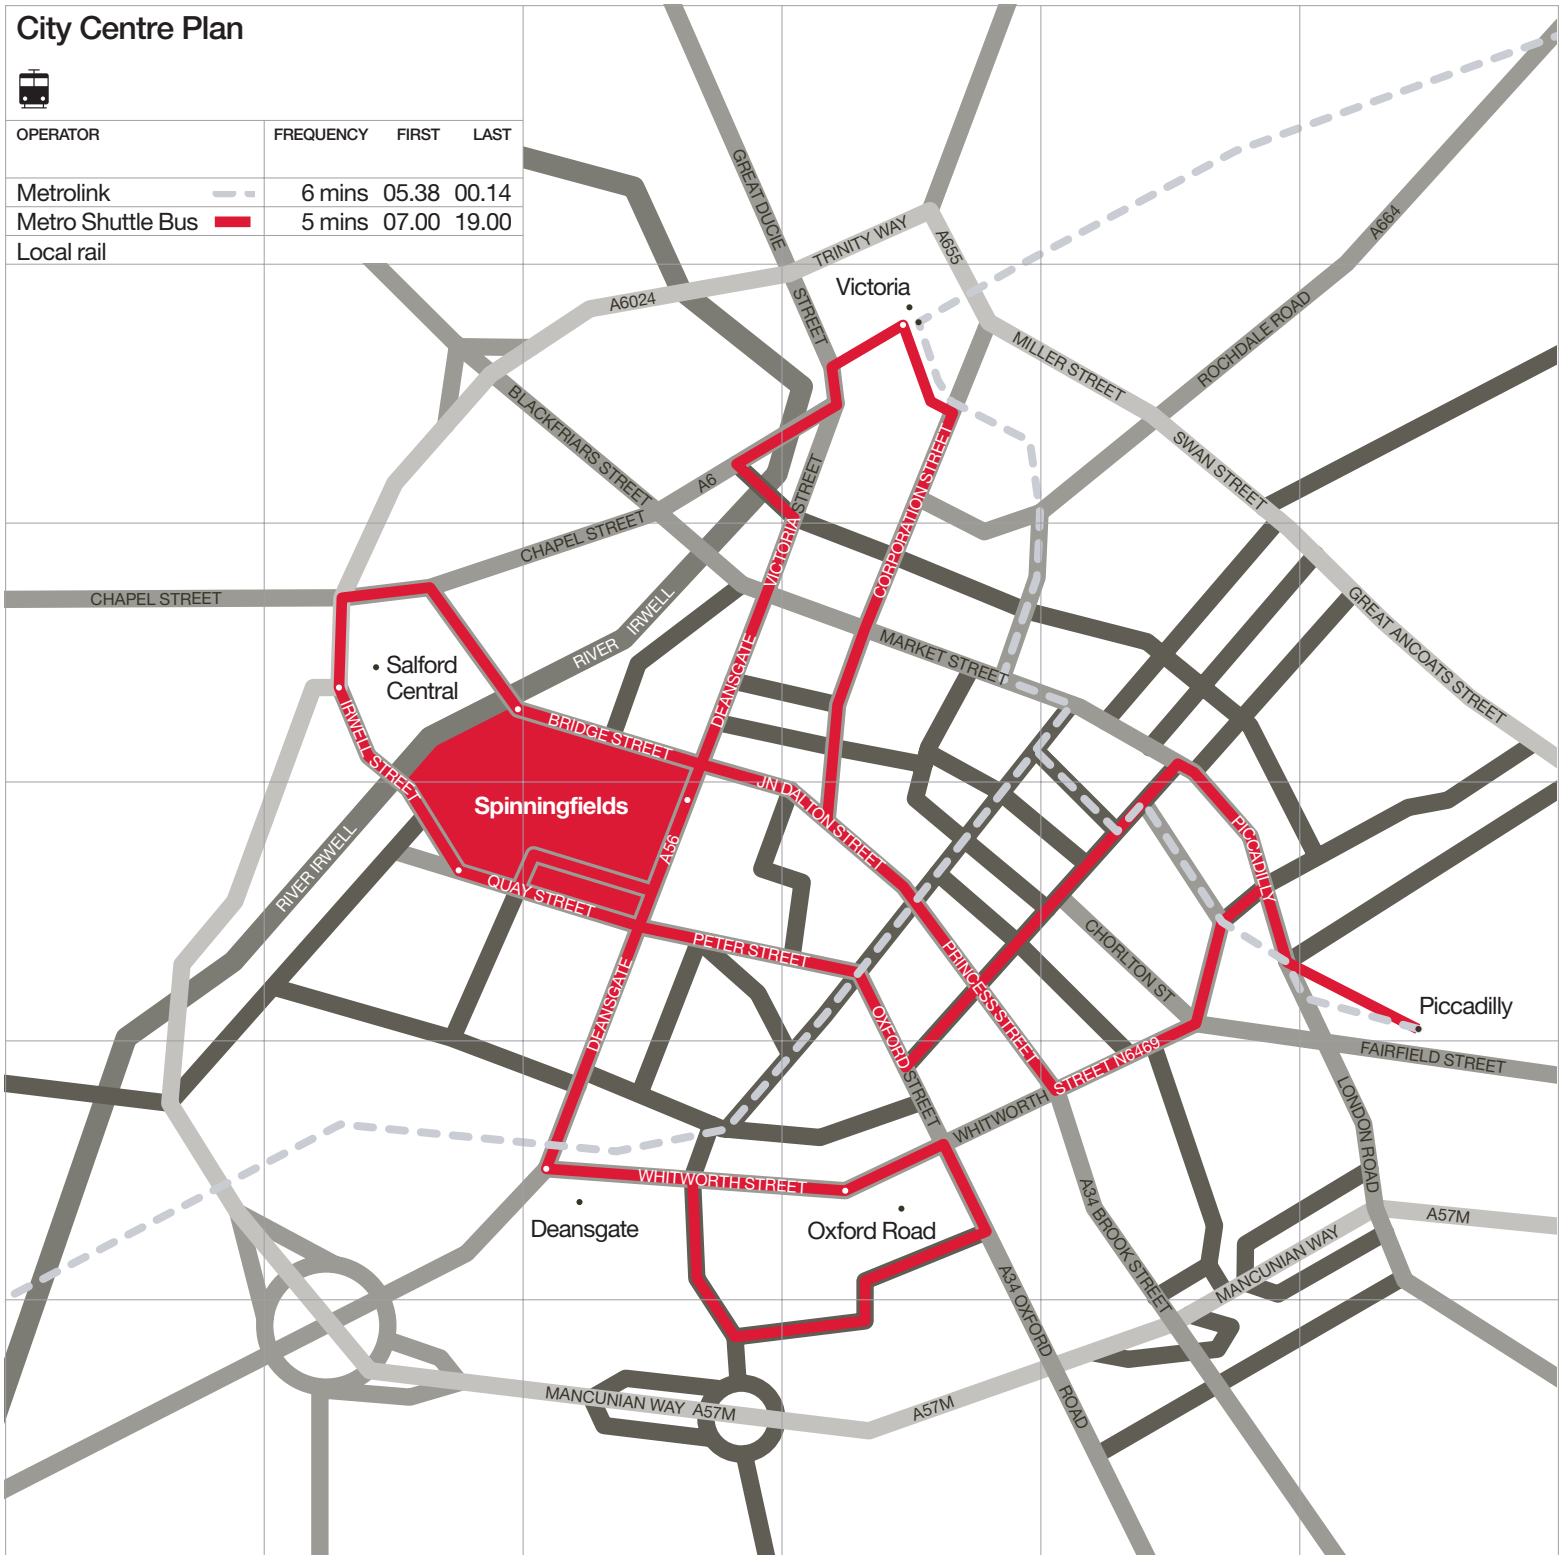 City Centre Plan
OPERATOR FREQUENCY FIRST LAST
Metrolink 6 mins 05.38 00.14
Metro Shuttle Bus 5 mins 07.00 19.00
Local rail
GREAT DUCIE
STREET
TRINITY WAY
A655
A664
A6024
Victoria
MILLER STREET
ROCHDALE ROAD
BLACKFRIARS STREET
A6
STREET
VICTORIA
CORPORATION STREET
SWAN STREET
CHAPEL STREET
CHAPEL STREET
GREAT ANCOATS STREET
RIVER IRWELL
MARKET STREET
Salford
Central
DEANSGATE
IRWELL STREET
BRIDGE STREET
JN DALTON STREET
Spinningfields
A56
PICCADILLY
RIVER IRWELL
QUAY STREET
PETER STREET
PRINCESS STREET
CHORLTON ST
DEANSGATE
OXFORD
STREET
Piccadilly
FAIRFIELD STREET
WHITWORTH
STREET N6469
LONDON ROAD
WHITWORTH STREET
Deansgate
Oxford Road
A34 BROOK STREET
A57M
MANCUNIAN WAY
A34 OXFORD
ROAD
MANCUNIAN WAY A57M
A57M